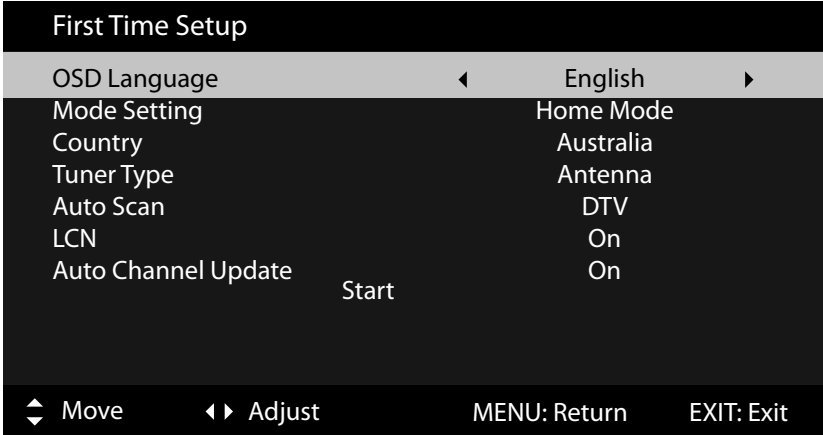 First Time Setup
OSD Language English
Mode Setting Home Mode
Country Australia
Tuner Type Antenna
Auto Scan DTV
LCN On
Auto Channel Update On
Start
Move Adjust MENU: Return EXIT: Exit